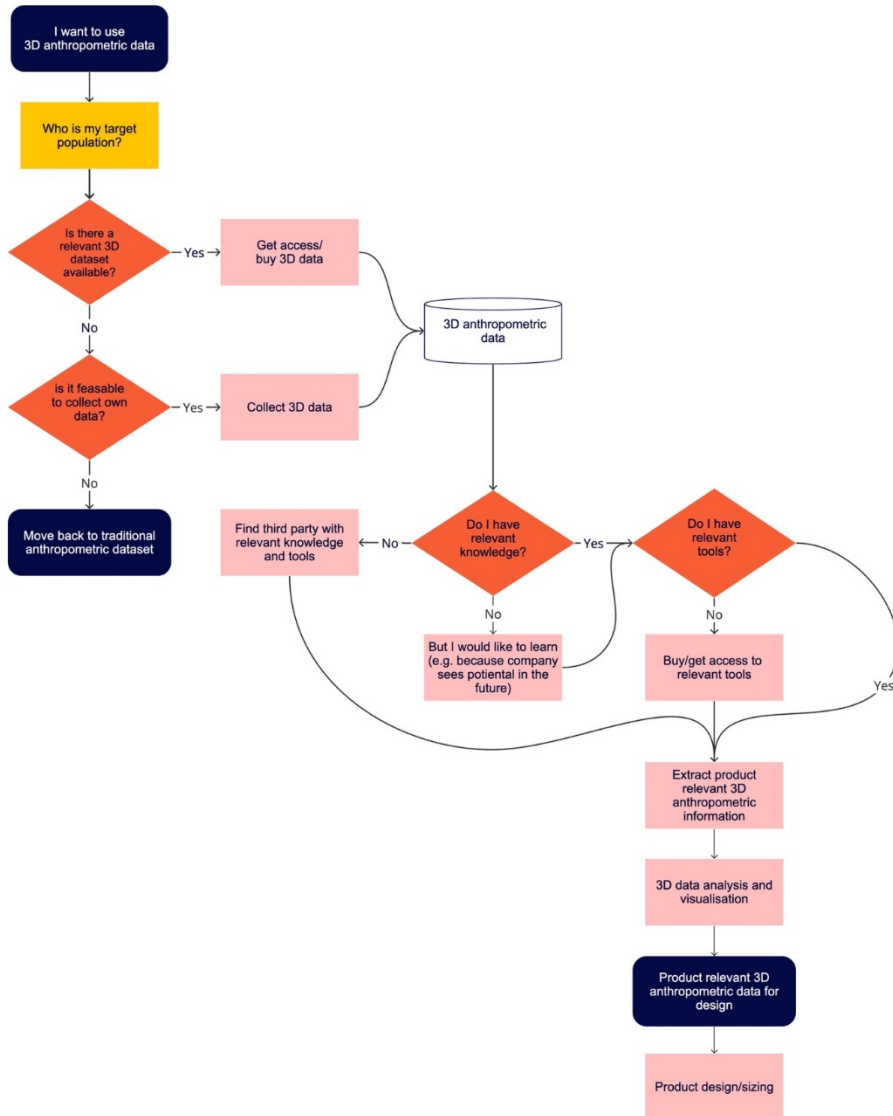 I want to use
3D anthropometric data
Who is my target
population?
Is there a
relevant 3D
dataset
available?
Yes
Get access/
buy 3D data
No
3D anthropometric
data
is it feasable
to collect own
data?
Yes
Collect 3D data
No
Move back to traditional
anthropometric dataset
Find third party with
relevant knowledge
and tools
No
Do I have
relevant
knowledge?
Yes
Do I have
relevant
tools?
No
No
But I would like to learn
(e.g. because company
sees potiential in the
future)
Buy/get access to
relevant tools
Yes
Extract product
relevant 3D
anthropometric
information
3D data analysis and
visualisation
Product relevant 3D
anthropometric data for
design
Product design/sizing